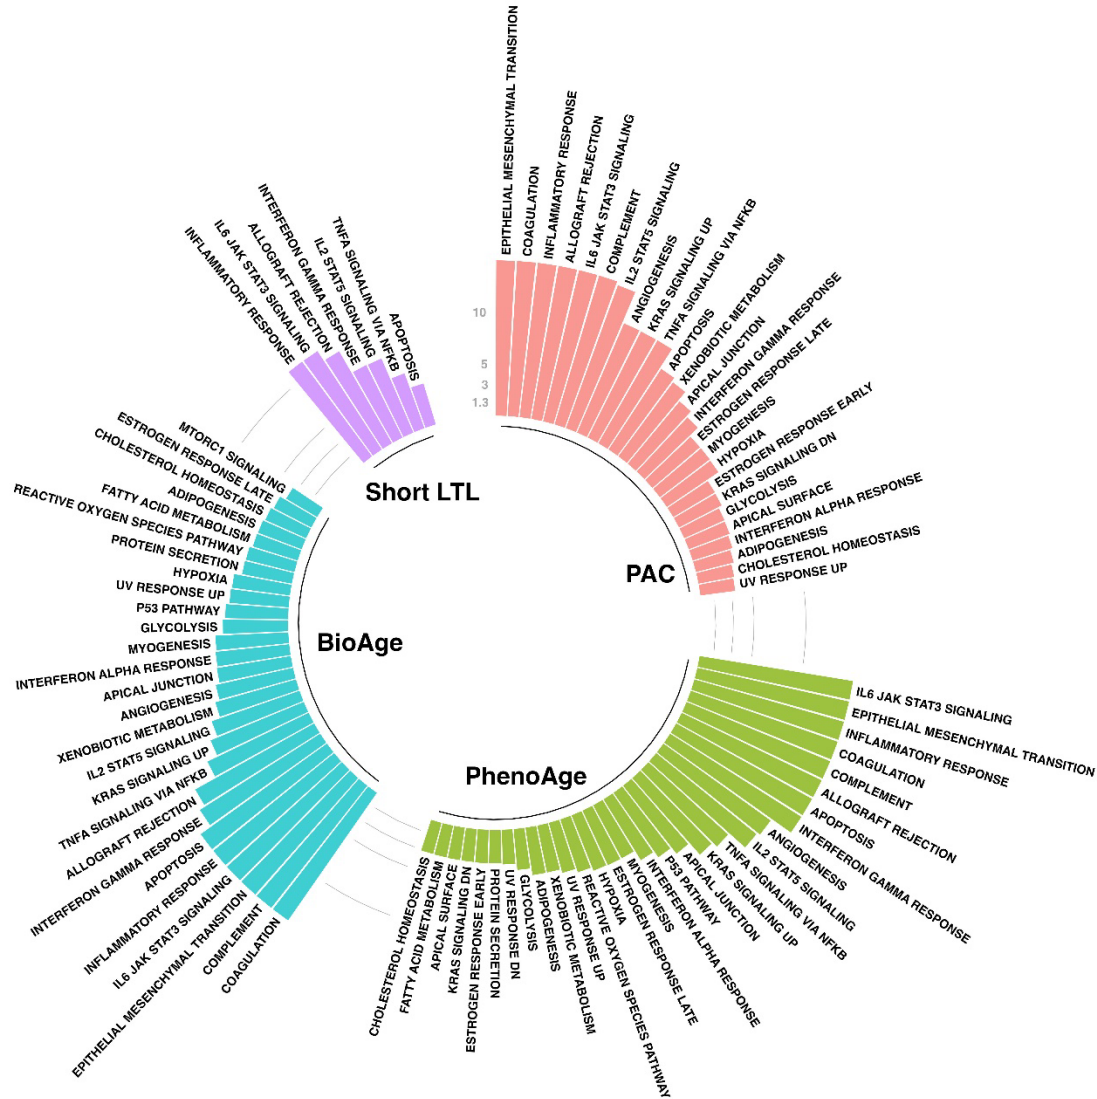 EPITHELIAL MESENCHYMAL TRANSITION
COAGULATION
INFLAMMATORY RESPONSE
ALLOGRAFT REJECTION
IL6 JAK STAT3 SIGNALING
COMPLEMENT
IL2 STAT5 SIGNALING
ANGIOGENESIS
KRAS SIGNALING UP
TNFA SIGNALING VIA NFKB
APOPTOSIS
XENOBIOTIC METABOLISM
APICAL JUNCTION
INTERFERON GAMMA RESPONSE
ESTROGEN RESPONSE LATE
MYOGENESIS
HYPOXIA
ESTROGEN RESPONSE EARLY
KRAS SIGNALING DN
GLYCOLYSIS
APICAL SURFACE
INTERFERON ALPHA RESPONSE
ADIPOGENESIS
CHOLESTEROL HOMEOSTASIS
UV RESPONSE UP
PAC
10
5
3
1.3
IL6 JAK STAT3 SIGNALING
EPITHELIAL MESENCHYMAL TRANSITION
INFLAMMATORY RESPONSE
COAGULATION
COMPLEMENT
ALLOGRAFT REJECTION
APOPTOSIS
INTERFERON GAMMA RESPONSE
ANGIOGENESIS
IL2 STAT5 SIGNALING
TNFA SIGNALING VIA NFKB
KRAS SIGNALING UP
APICAL JUNCTION
P53 PATHWAY
INTERFERON ALPHA RESPONSE
MYOGENESIS
ESTROGEN RESPONSE LATE
HYPOXIA
REACTIVE OXYGEN SPECIES PATHWAY
UV RESPONSE UP
XENOBIOTIC METABOLISM
ADIPOGENESIS
GLYCOLYSIS
UV RESPONSE DN
PROTEIN SECRETION
ESTROGEN RESPONSE EARLY
KRAS SIGNALING DN
APICAL SURFACE
FATTY ACID METABOLISM
CHOLESTEROL HOMEOSTASIS
PhenoAge
COAGULATION
COMPLEMENT
EPITHELIAL MESENCHYMAL TRANSITION
IL6 JAK STAT3 SIGNALING
INFLAMMATORY RESPONSE
APOPTOSIS
INTERFERON GAMMA RESPONSE
ALLOGRAFT REJECTION
TNFA SIGNALING VIA NFKB
KRAS SIGNALING UP
IL2 STAT5 SIGNALING
XENOBIOTIC METABOLISM
ANGIOGENESIS
APICAL JUNCTION
INTERFERON ALPHA RESPONSE
MYOGENESIS
GLYCOLYSIS
P53 PATHWAY
UV RESPONSE UP
HYPOXIA
PROTEIN SECRETION
REACTIVE OXYGEN SPECIES PATHWAY
FATTY ACID METABOLISM
ADIPOGENESIS
CHOLESTEROL HOMEOSTASIS
ESTROGEN RESPONSE LATE
MTORC1 SIGNALING
BioAge
INFLAMMATORY RESPONSE
IL6 JAK STAT3 SIGNALING
ALLOGRAFT REJECTION
INTERFERON GAMMA RESPONSE
IL2 STAT5 SIGNALING
TNFA SIGNALING VIA NFKB
APOPTOSIS
Short LTL